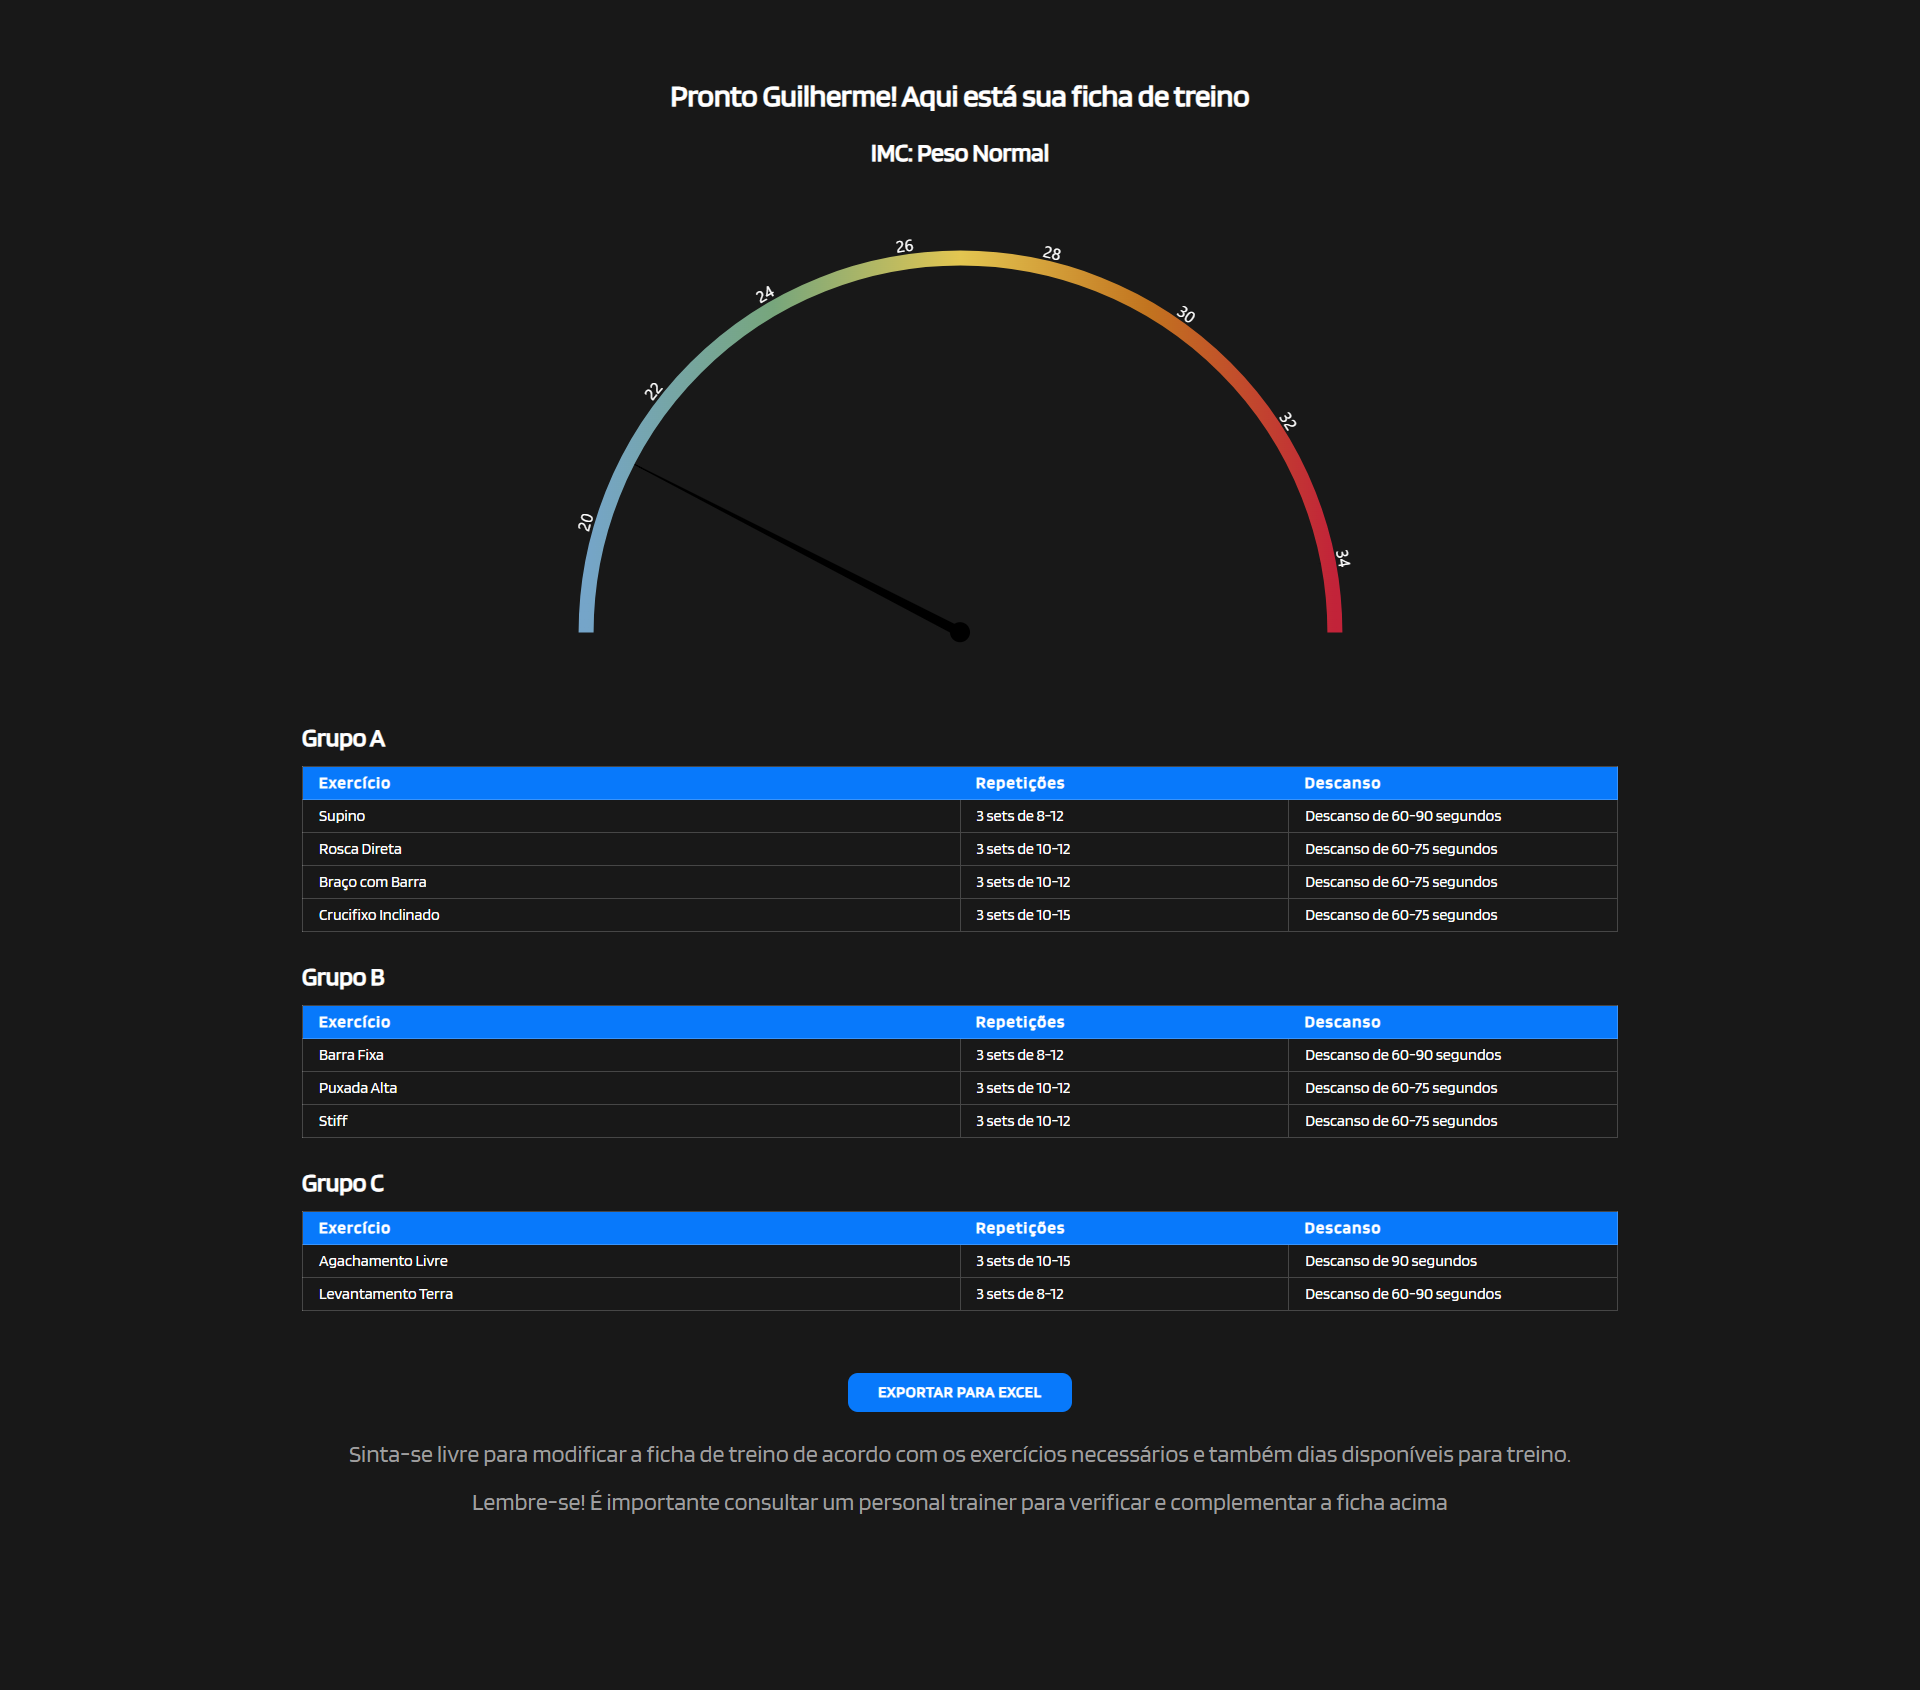 Pronto Guilherme! Aqui está sua ficha de treino
IMC: Peso Normal
20
22
24
26
28
30
32
34
Grupo A
Exercício Repetições Descanso
Supino 3 sets de 8-12 Descanso de 60-90 segundos
Rosca Direta 3 sets de 10-12 Descanso de 60-75 segundos
Braço com Barra 3 sets de 10-12 Descanso de 60-75 segundos
Crucifixo Inclinado 3 sets de 10-15 Descanso de 60-75 segundos
Grupo B
Exercício Repetições Descanso
Barra Fixa 3 sets de 8-12 Descanso de 60-90 segundos
Puxada Alta 3 sets de 10-12 Descanso de 60-75 segundos
Stiff 3 sets de 10-12 Descanso de 60-75 segundos
Grupo C
Exercício Repetições Descanso
Agachamento Livre 3 sets de 10-15 Descanso de 90 segundos
Levantamento Terra 3 sets de 8-12 Descanso de 60-90 segundos
EXPORTAR PARA EXCEL
Sinta-se livre para modificar a ficha de treino de acordo com os exercícios necessários e também dias disponíveis para treino.
Lembre-se! É importante consultar um personal trainer para verificar e complementar a ficha acima